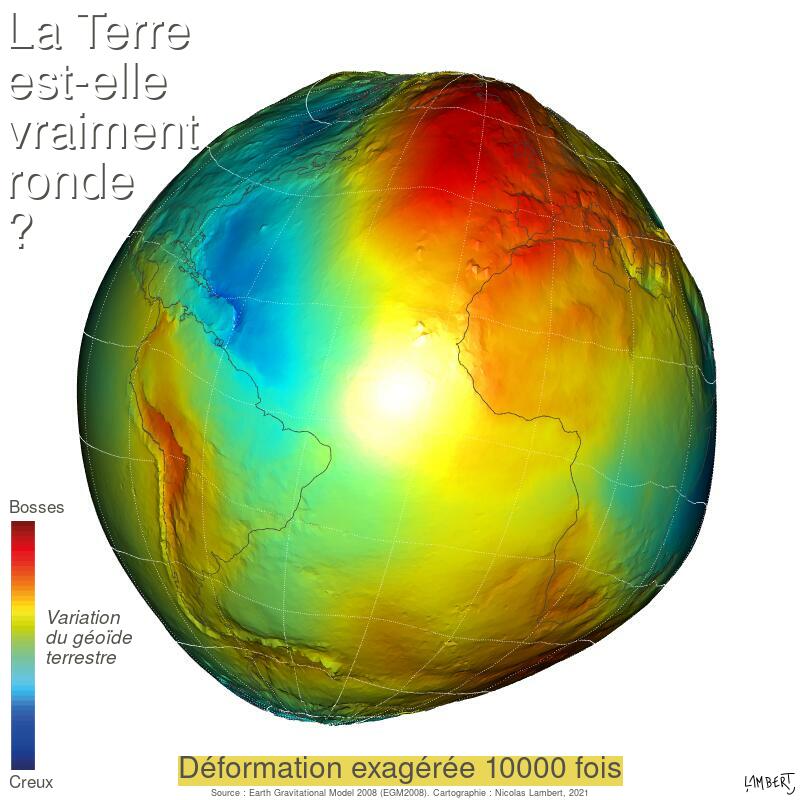 La Terre
est-elle
vraiment
ronde
?
Bosses
Variation
du géoïde
terrestre
Creux
Déformation exagérée 10000 fois
Source : Earth Gravitational Model 2008 (EGM2008). Cartographie : Nicolas Lambert, 2021
LAMBERT